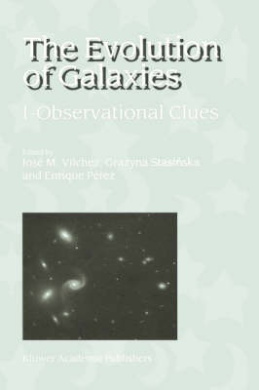 The Evolution
of Galaxies
I-Observational Clues
Edited by
José M. Vílchez, Grażyna Stasińska
and Enrique Pérez
Kluwer Academic Publishers